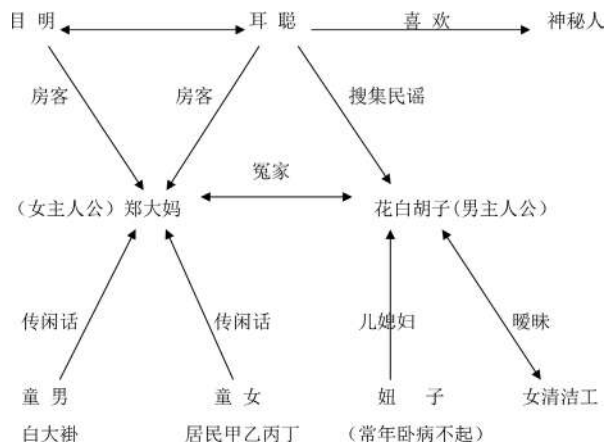 目 明 耳 聪 喜 欢 神秘人
房客 房客 搜集民谣
冤家
（女主人公）郑大妈 花白胡子(男主人公）
传闲话 传闲话 儿媳妇 暧昧
童 男 童 女 妞 子 女清洁工
白大褂 居民甲乙丙丁 （常年卧病不起）